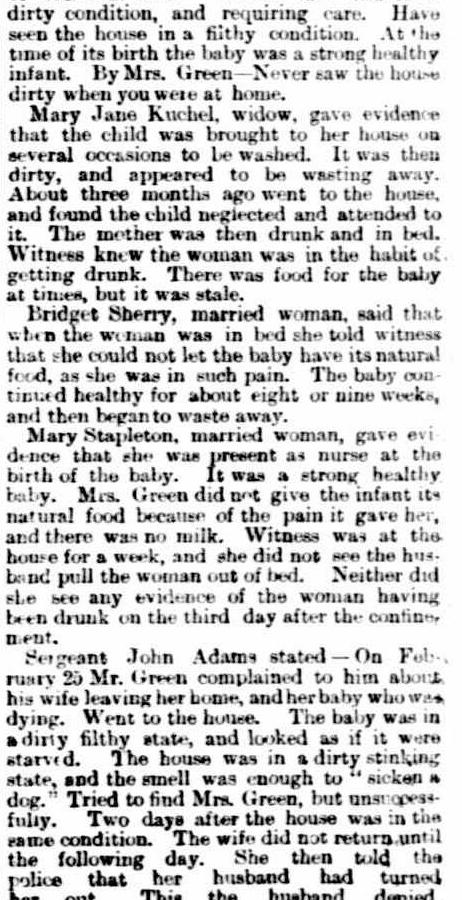 dirty condition, and requiring care. Have
seen the house in a filthy condition. At the
time of its birth the baby was a strong healthy
infant. By Mrs. Green—Never saw the house
dirty when you were at home.
Mary Jane Kuchel, widow, gave evidence
that the child was brought to her house on
several occasions to be washed. It was then
dirty, and appeared to be wasting away.
About three months ago went to the house,
and found the child neglected and attended to
it. The mother was then drunk and in bed.
Witness knew the woman was in the habit of
getting drunk. There was food for the baby
at times, but it was stale.
Bridget Sherry, married woman, said that
when the woman was in bed she told witness
that she could not let the baby have its natural
food, as she was in such pain. The baby con-
tinued healthy for about eight or nine weeks,
and then began to waste away.
Mary Stapleton, married woman, gave evi-
dence that she was present as nurse at the
birth of the baby. It was a strong healthy
baby. Mrs. Green did not give the infant its
natural food because of the pain it gave her,
and there was no milk. Witness was at the
house for a week, and she did not see the hus-
band pull the woman out of bed. Neither did
she see any evidence of the woman having
been drunk on the third day after the confine-
ment.
Sergeant John Adams stated—On Feb-
ruary 25 Mr. Green complained to him about
his wife leaving her home, and her baby who was
dying. Went to the house. The baby was in
a dirty filthy state, and looked as if it were
starved. The house was in a dirty stinking
state, and the smell was enough to "sicken a
dog." Tried to find Mrs. Green, but unsuccess-
fully. Two days after the house was in the
same condition. The wife did not return until
the following day. She then told the
police that her husband had turned
her out. This the husband denied